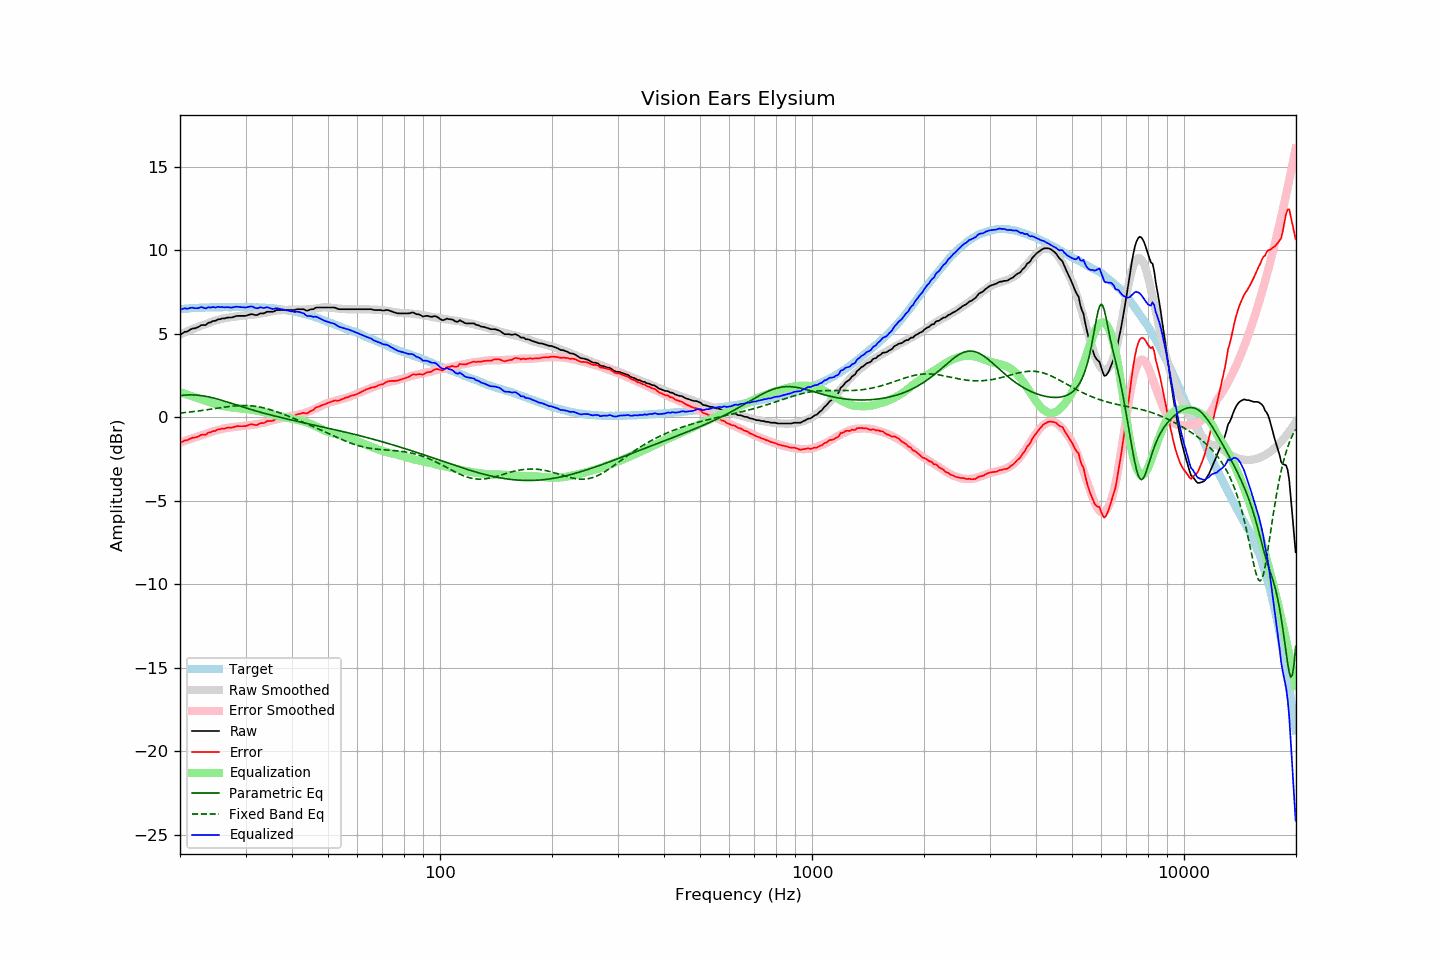 Vision Ears Elysium
Amplitude (dBr)
15
10
5
0
−5
−10
−15
−20
−25
Target
Raw Smoothed
Error Smoothed
Raw
Error
Equalization
Parametric Eq
Fixed Band Eq
Equalized
100 1000 10000
Frequency (Hz)